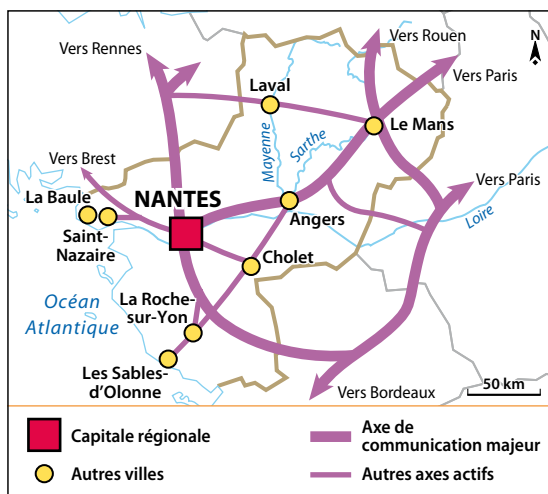 Vers Rouen
Vers Rennes
N
Vers Paris
Laval
Le Mans
Mayenne
Sarthe
Vers Brest
NANTES
Vers Paris
La Baule
Angers
Loire
Saint-
Nazaire
Cholet
Océan
Atlantique
La Roche-
sur-Yon
Les Sables-
d'Olonne
Vers Bordeaux
50 km
Capitale régionale
Autres villes
Axe de
communication majeur
Autres axes actifs